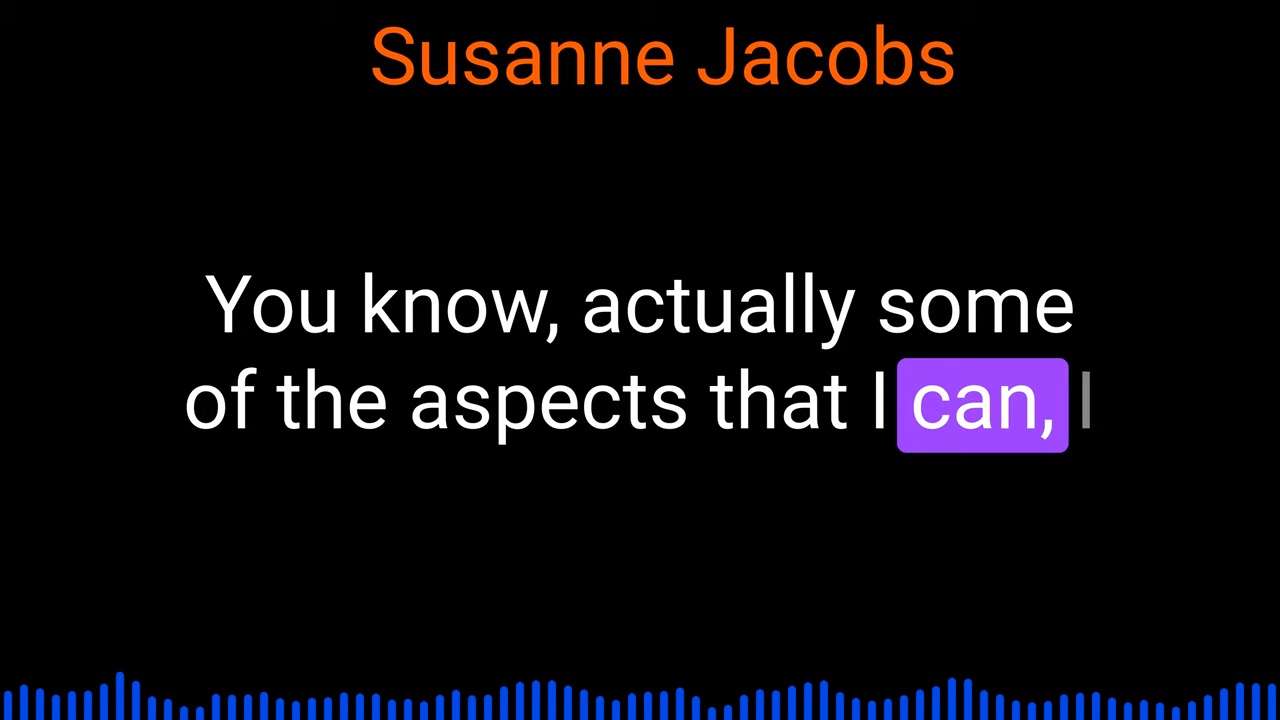 Susanne Jacobs
You know, actually some
of the aspects that I can, I